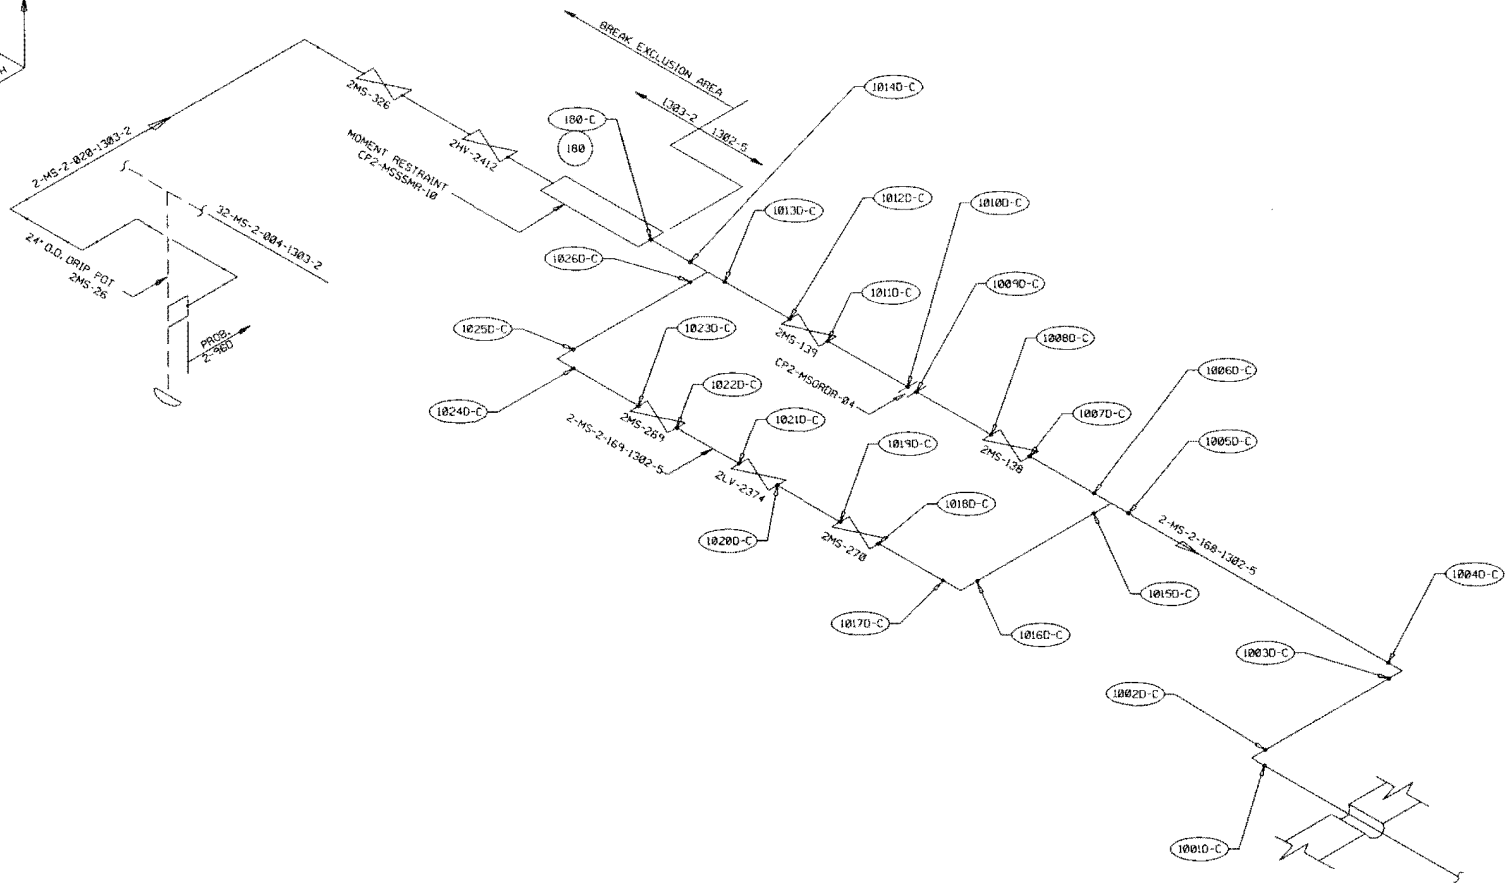 H
BREAK EXCLUSION AREA
1303-2
1302-5
1014D-C
2MS-326
180-C
180
2HV-2412
MOMENT RESTRAINT
CP2-MSSSMR-10
2-MS-2-020-1303-2
32-MS-2-004-1303-2
24" O.D. DRIP POT
2MS-26
PROB.
2-96D
1013D-C
1012D-C
1010D-C
1026D-C
1011D-C
1009D-C
1025D-C
1023D-C
2MS-139
1008D-C
CP2-MSORDR-04
1006D-C
1022D-C
1024D-C
2MS-269
1021D-C
1007D-C
2-MS-2-169-1302-5
1019D-C
2MS-138
1005D-C
2LV-2374
1018D-C
1020D-C
2MS-270
2-MS-2-168-1302-5
1017D-C
1016D-C
1015D-C
1004D-C
1003D-C
1002D-C
1001D-C